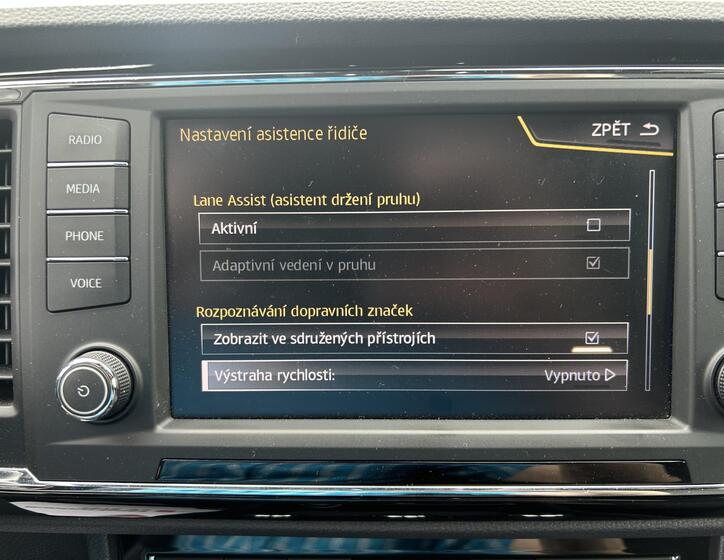 RADIO
MEDIA
PHONE
VOICE
Nastavení asistence řidiče
ZPĚT
Lane Assist (asistent držení pruhu)
Aktivní
Adaptivní vedení v pruhu
Rozpoznávání dopravních značek
Zobrazit ve sdružených přístrojích
Výstraha rychlosti: Vypnuto